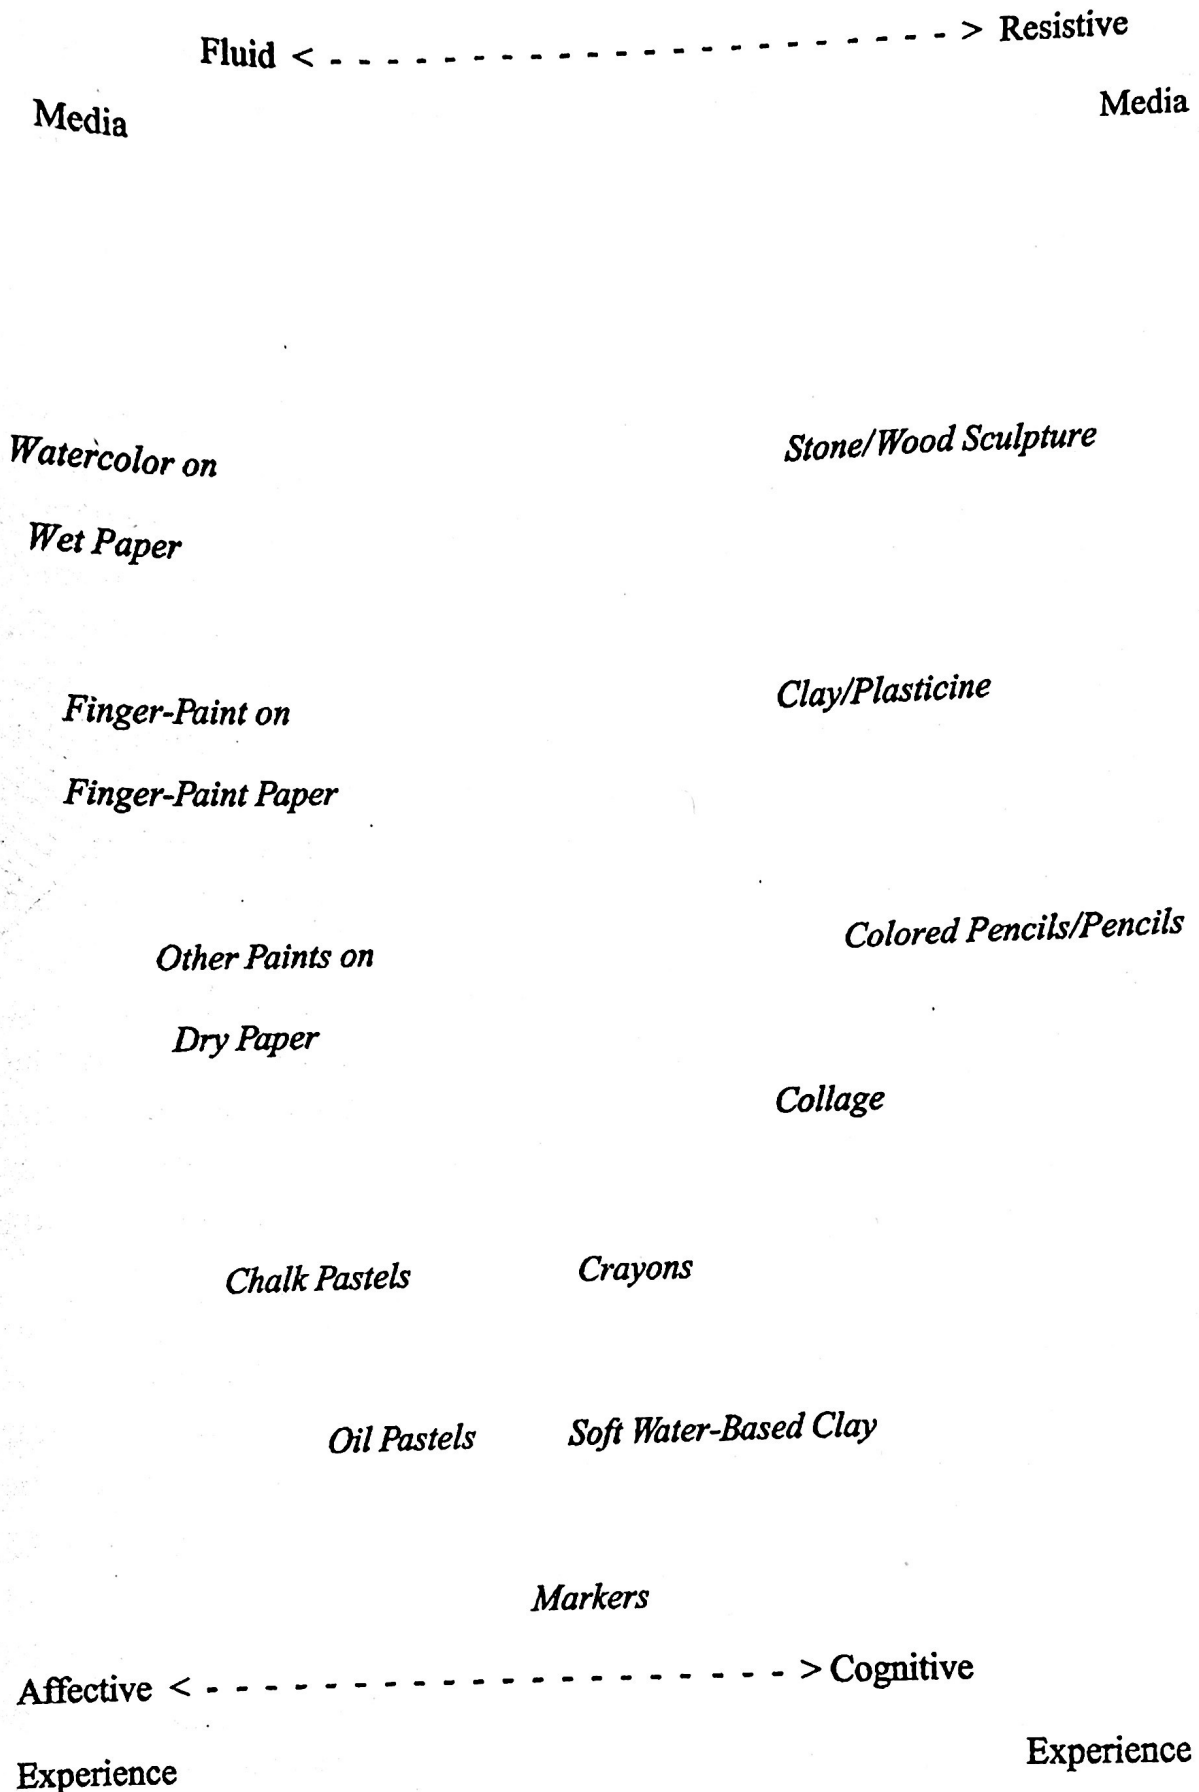 Fluid < - - - - - - - - - - - - - - - - - - - - - - > Resistive
Media Media
Watercolor on Stone/Wood Sculpture
Wet Paper
Finger-Paint on Clay/Plasticine
Finger-Paint Paper
Other Paints on Colored Pencils/Pencils
Dry Paper
Collage
Chalk Pastels Crayons
Oil Pastels Soft Water-Based Clay
Markers
Affective < - - - - - - - - - - - - - - - - - - - - > Cognitive
Experience Experience